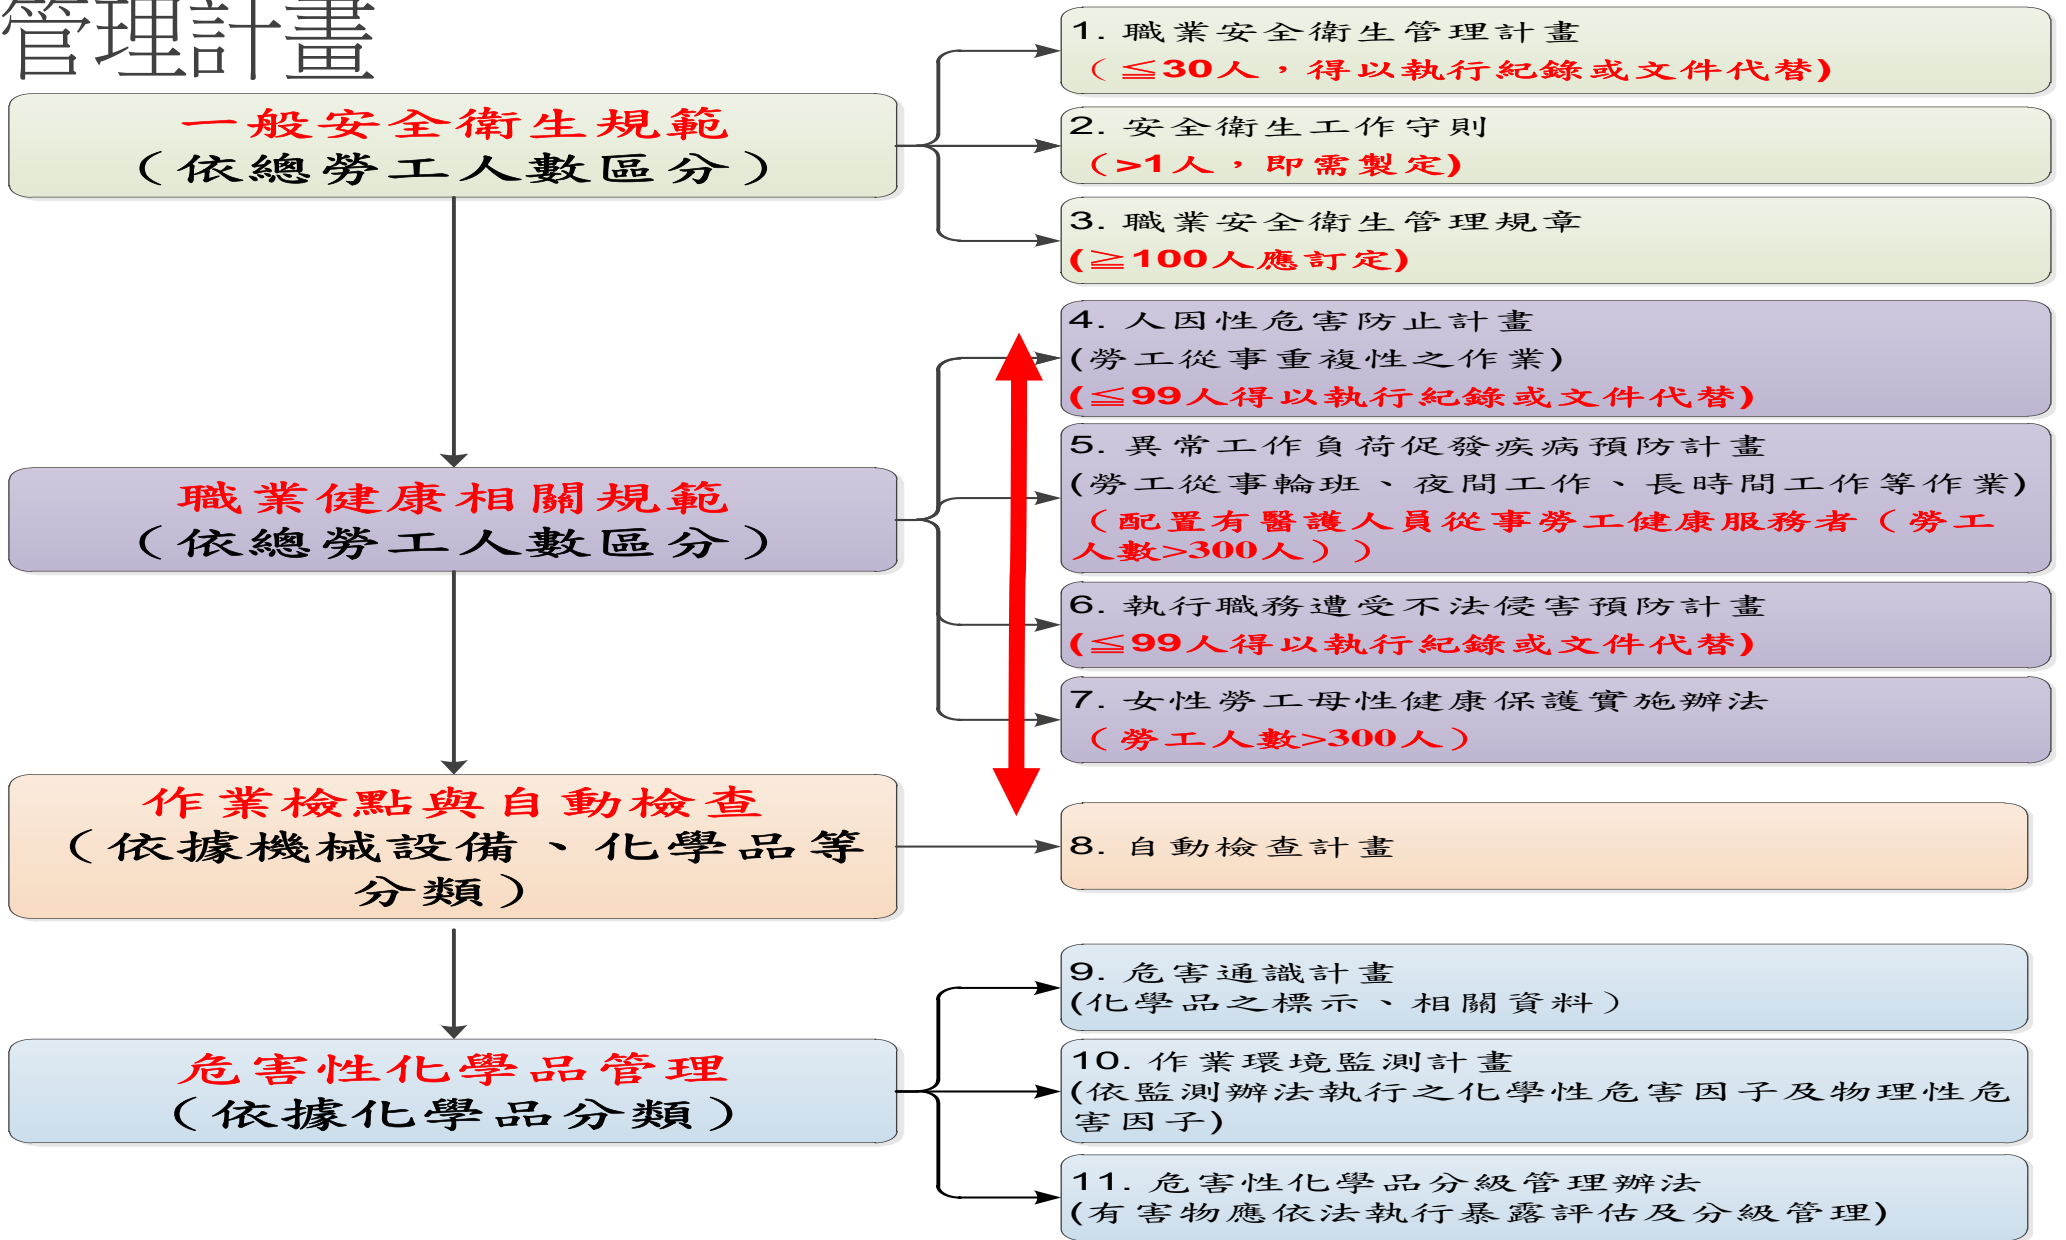 管理計畫
一般安全衛生規範
（依總勞工人數區分）
1. 職業安全衛生管理計畫
（≦30人，得以執行紀錄或文件代替)
2. 安全衛生工作守則
（>1人，即需製定)
3. 職業安全衛生管理規章
(≧100人應訂定)
職業健康相關規範
（依總勞工人數區分）
4. 人因性危害防止計畫
(勞工從事重複性之作業)
(≦99人得以執行紀錄或文件代替)
5. 異常工作負荷促發疾病預防計畫
(勞工從事輪班、夜間工作、長時間工作等作業)
（配置有醫護人員從事勞工健康服務者（勞工
人數>300人））
6. 執行職務遭受不法侵害預防計畫
(≦99人得以執行紀錄或文件代替)
7. 女性勞工母性健康保護實施辦法
（勞工人數>300人）
作業檢點與自動檢查
（依據機械設備、化學品等
分類）
8. 自動檢查計畫
危害性化學品管理
（依據化學品分類）
9. 危害通識計畫
(化學品之標示、相關資料）
10. 作業環境監測計畫
(依監測辦法執行之化學性危害因子及物理性危
害因子)
11. 危害性化學品分級管理辦法
(有害物應依法執行暴露評估及分級管理)